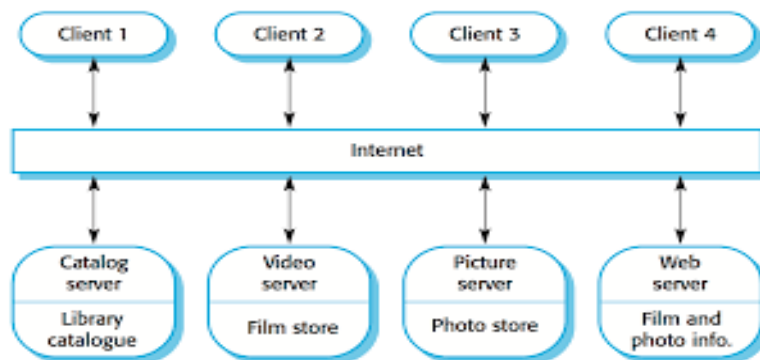 Client 1
Client 2
Client 3
Client 4
Internet
Catalog
server
Library
catalogue
Video
server
Film store
Picture
server
Photo store
Web
server
Film and
photo info.